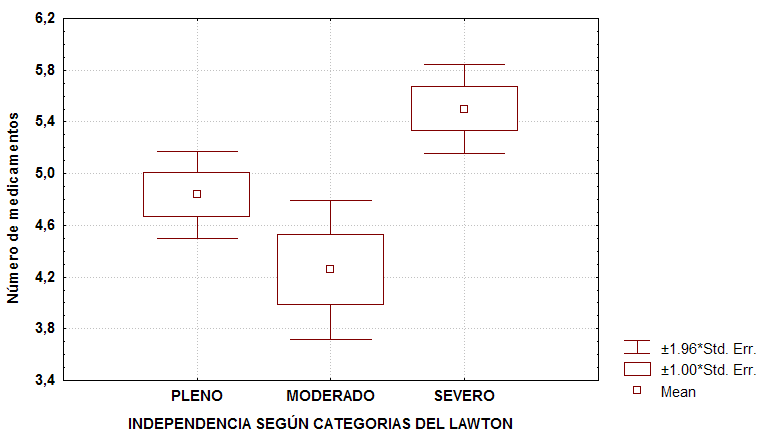 6,2
5,8
5,4
5,0
4,6
4,2
3,8
3,4
Número de medicamentos
PLENO MODERADO SEVERO
INDEPENDENCIA SEGÚN CATEGORIAS DEL LAWTON
±1.96*Std. Err.
±1.00*Std. Err.
Mean